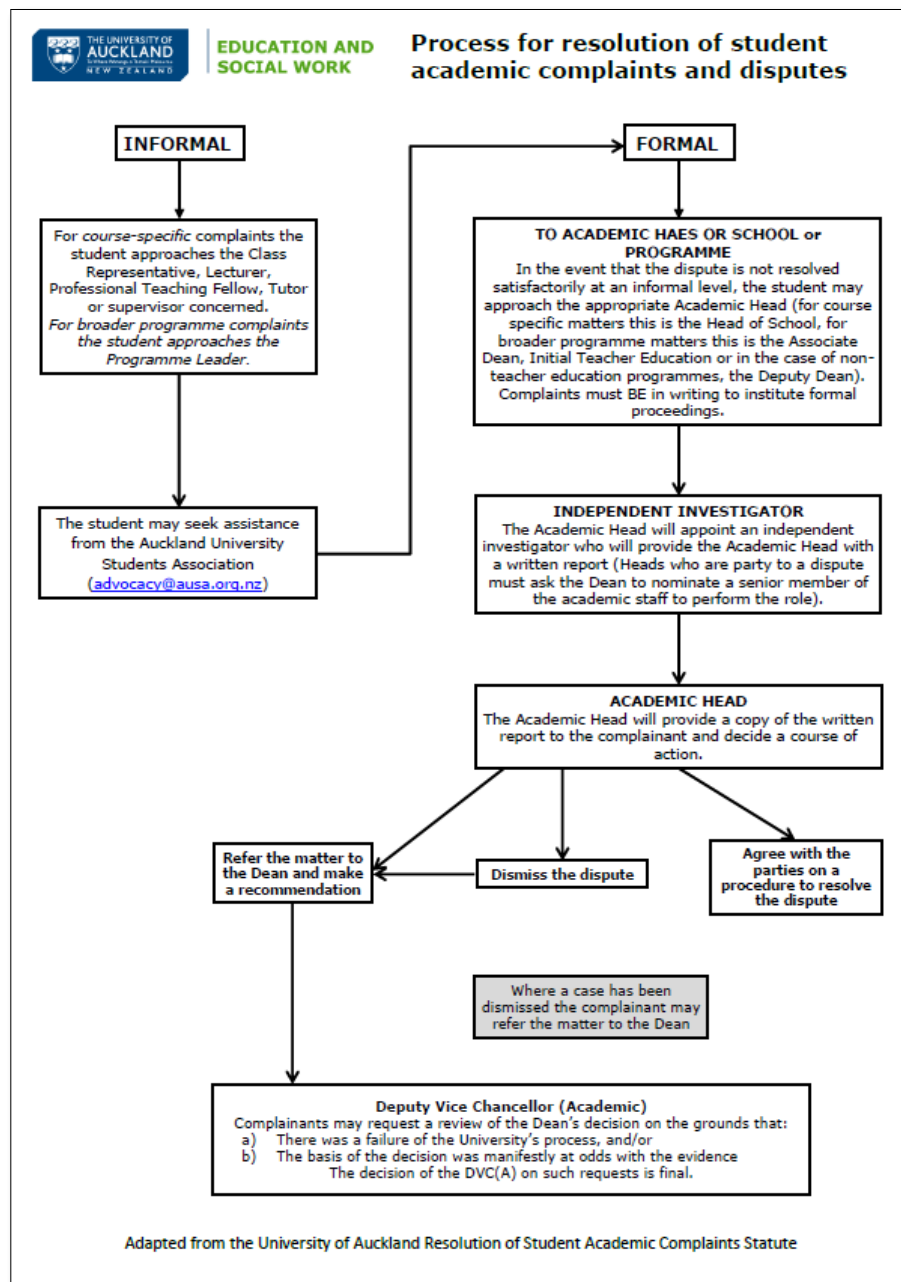 THE UNIVERSITY OF
AUCKLAND
NEW ZEALAND
EDUCATION AND
SOCIAL WORK
Process for resolution of student
academic complaints and disputes
INFORMAL
For course-specific complaints the
student approaches the Class
Representative, Lecturer,
Professional Teaching Fellow, Tutor
or supervisor concerned.
For broader programme complaints
the student approaches the
Programme Leader.
The student may seek assistance
from the Auckland University
Students Association
(advocacy@ausa.org.nz)
FORMAL
TO ACADEMIC HAES OR SCHOOL or
PROGRAMME
In the event that the dispute is not resolved
satisfactorily at an informal level, the student may
approach the appropriate Academic Head (for course
specific matters this is the Head of School, for
broader programme matters this is the Associate
Dean, Initial Teacher Education or in the case of non-
teacher education programmes, the Deputy Dean).
Complaints must BE in writing to institute formal
proceedings.
INDEPENDENT INVESTIGATOR
The Academic Head will appoint an independent
investigator who will provide the Academic Head with
a written report (Heads who are party to a dispute
must ask the Dean to nominate a senior member of
the academic staff to perform the role).
ACADEMIC HEAD
The Academic Head will provide a copy of the written
report to the complainant and decide a course of
action.
Refer the matter to
the Dean and make
a recommendation
Dismiss the dispute
Agree with the
parties on a
procedure to resolve
the dispute
Where a case has been
dismissed the complainant may
refer the matter to the Dean
Deputy Vice Chancellor (Academic)
Complainants may request a review of the Dean's decision on the grounds that:
a) There was a failure of the University's process, and/or
b) The basis of the decision was manifestly at odds with the evidence
The decision of the DVC(A) on such requests is final.
Adapted from the University of Auckland Resolution of Student Academic Complaints Statute